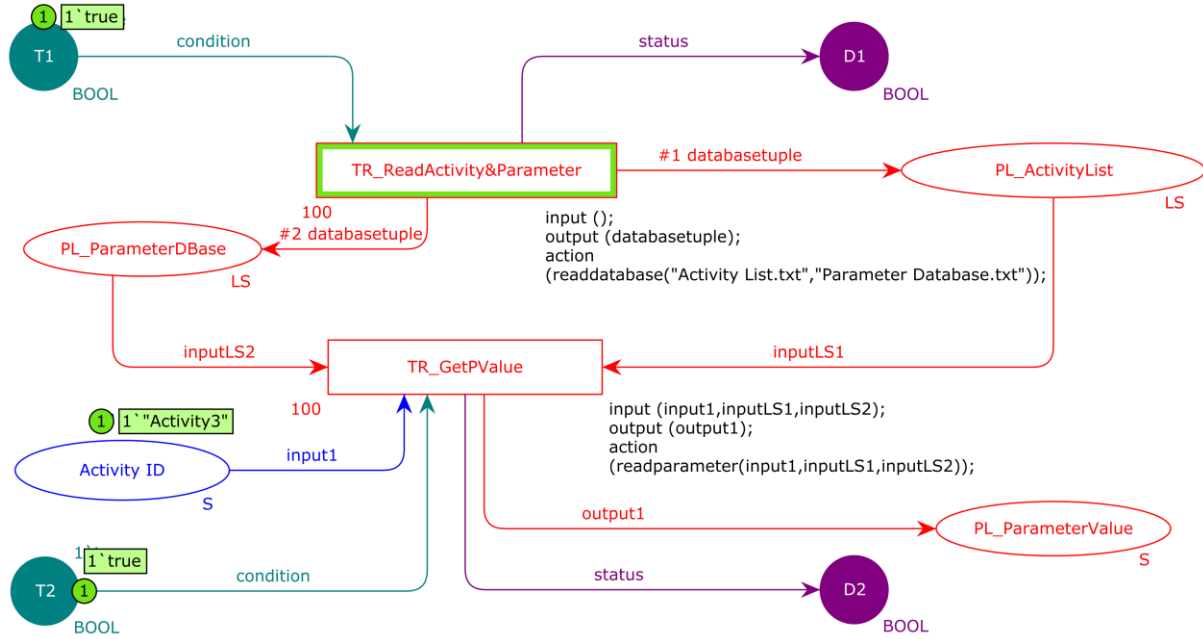 1
1`true
T1
BOOL
condition
status
D1
BOOL
TR_ReadActivity&Parameter
100
#1 databasetuple
PL_ActivityList
LS
#2 databasetuple
PL_ParameterDBase
LS
input ();
output (databasetuple);
action
(readdatabase("Activity List.txt","Parameter Database.txt"));
inputLS2
TR_GetPValue
100
inputLS1
input (input1,inputLS1,inputLS2);
output (output1);
action
(readparameter(input1,inputLS1,inputLS2));
1
1`"Activity3"
Activity ID
S
input1
output1
PL_ParameterValue
S
1`true
T2
1
BOOL
condition
status
D2
BOOL